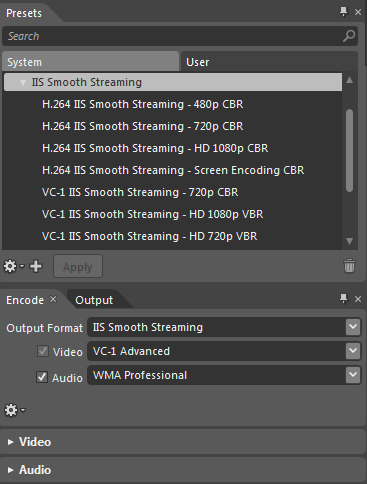 Presets
Search
System User
IIS Smooth Streaming
H.264 IIS Smooth Streaming - 480p CBR
H.264 IIS Smooth Streaming - 720p CBR
H.264 IIS Smooth Streaming - HD 1080p CBR
H.264 IIS Smooth Streaming - Screen Encoding CBR
VC-1 IIS Smooth Streaming - 720p CBR
VC-1 IIS Smooth Streaming - HD 1080p VBR
VC-1 IIS Smooth Streaming - HD 720p VBR
Apply
Encode Output
Output Format IIS Smooth Streaming
Video VC-1 Advanced
Audio WMA Professional
Video
Audio